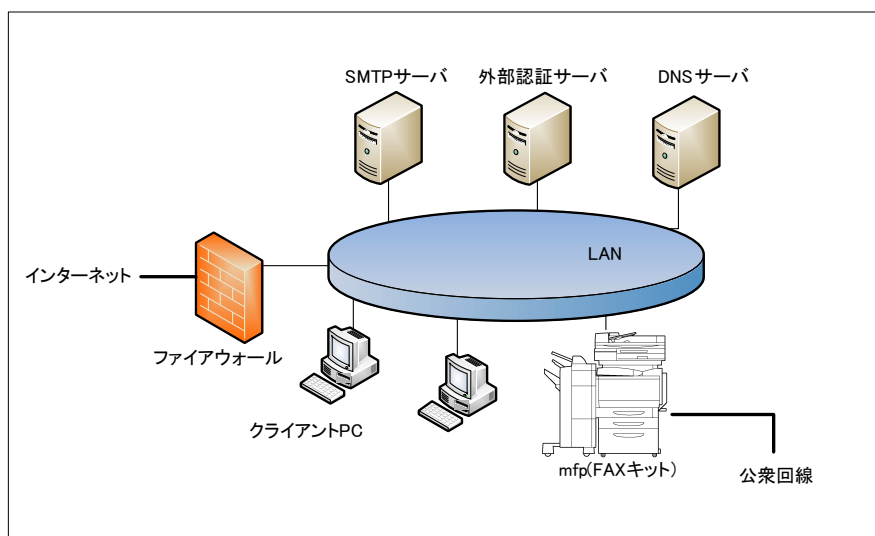 SMTPサーバ
外部認証サーバ
DNSサーバ
LAN
インターネット
ファイアウォール
クライアントPC
mfp(FAXキット)
公衆回線